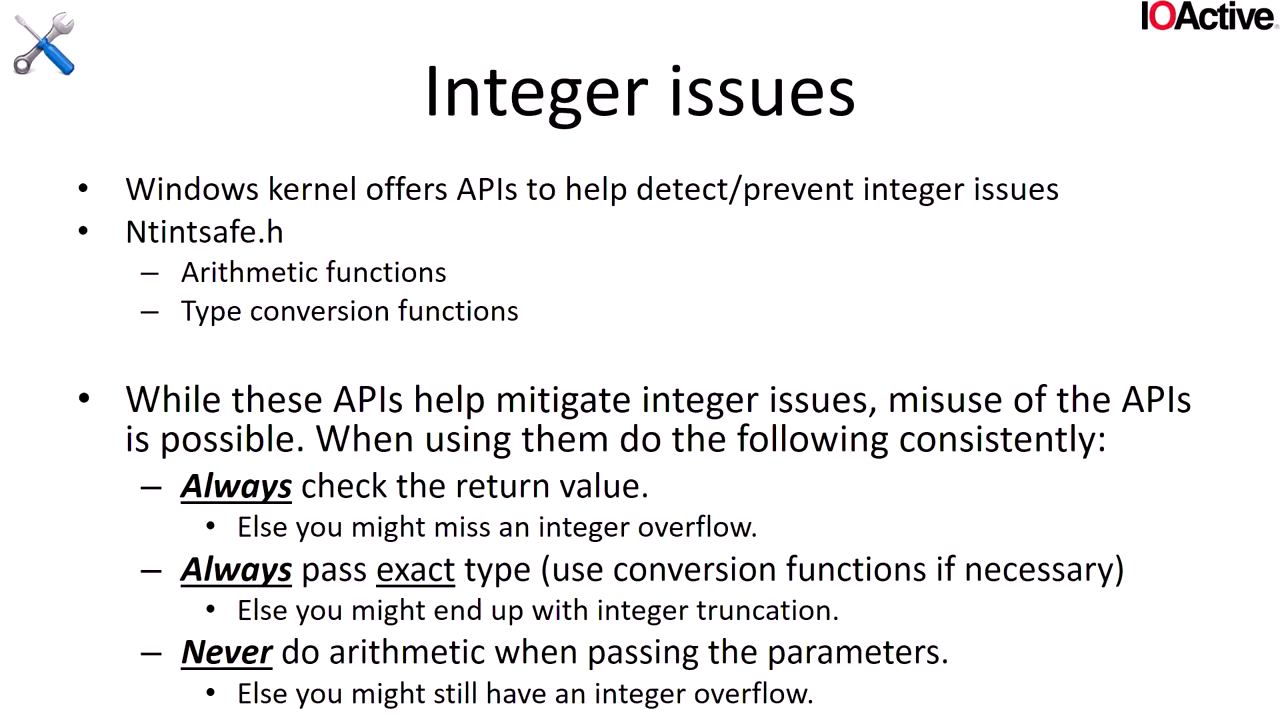 IOActive
Integer issues
• Windows kernel offers APIs to help detect/prevent integer issues
• Ntintsafe.h
– Arithmetic functions
– Type conversion functions
• While these APIs help mitigate integer issues, misuse of the APIs
is possible. When using them do the following consistently:
– Always check the return value.
• Else you might miss an integer overflow.
– Always pass exact type (use conversion functions if necessary)
• Else you might end up with integer truncation.
– Never do arithmetic when passing the parameters.
• Else you might still have an integer overflow.